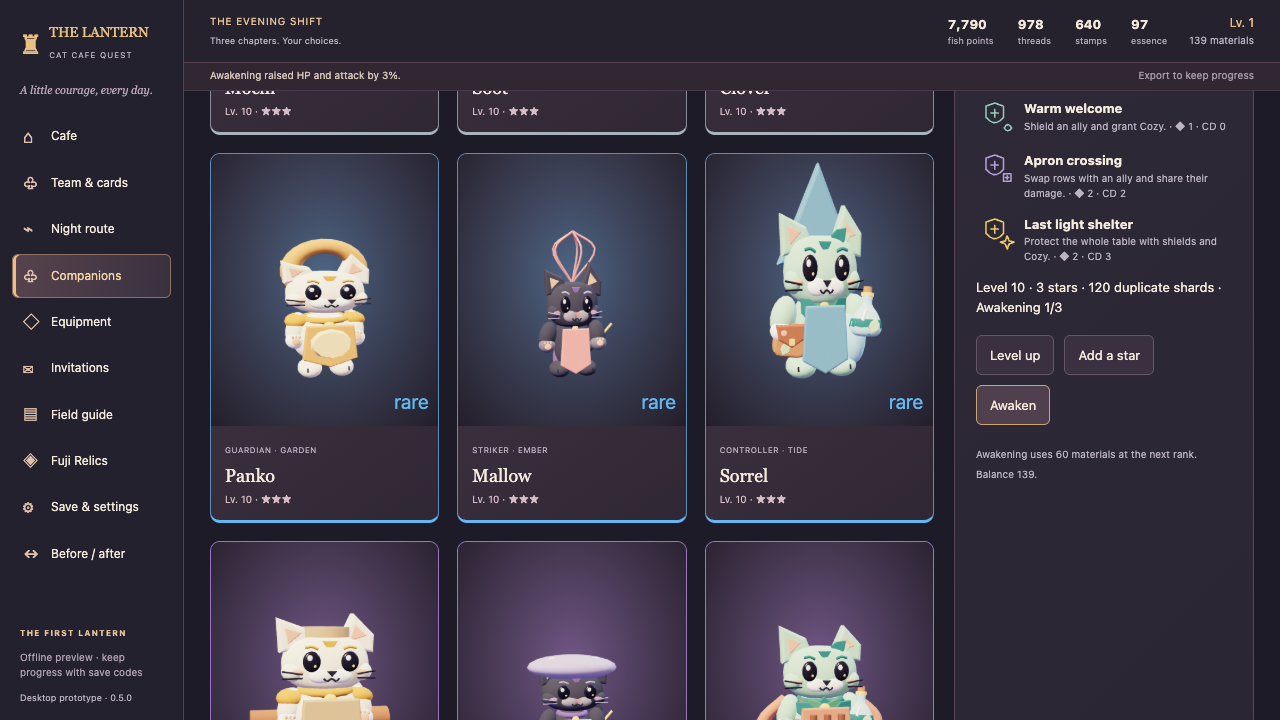 THE LANTERN
CAT CAFE QUEST
A little courage, every day.
Cafe
Team & cards
Night route
Companions
Equipment
Invitations
Field guide
Fuji Relics
Save & settings
Before / after
THE FIRST LANTERN
Offline preview · keep
progress with save codes
Desktop prototype · 0.5.0
THE EVENING SHIFT
Three chapters. Your choices.
7,790
fish points
978
threads
640
stamps
97
essence
Lv. 1
139 materials
Awakening raised HP and attack by 3%.
Export to keep progress
Mochi
Lv. 10 · ★★★
Soot
Lv. 10 · ★★★
Clover
Lv. 10 · ★★★
rare
GUARDIAN · GARDEN
Panko
Lv. 10 · ★★★
rare
STRIKER · EMBER
Mallow
Lv. 10 · ★★★
rare
CONTROLLER · TIDE
Sorrel
Lv. 10 · ★★★
Warm welcome
Shield an ally and grant Cozy. · ◆ 1 · CD 0
Apron crossing
Swap rows with an ally and share their
damage. · ◆ 2 · CD 2
Last light shelter
Protect the whole table with shields and
Cozy. · ◆ 2 · CD 3
Level 10 · 3 stars · 120 duplicate shards ·
Awakening 1/3
Level up
Add a star
Awaken
Awakening uses 60 materials at the next rank.
Balance 139.